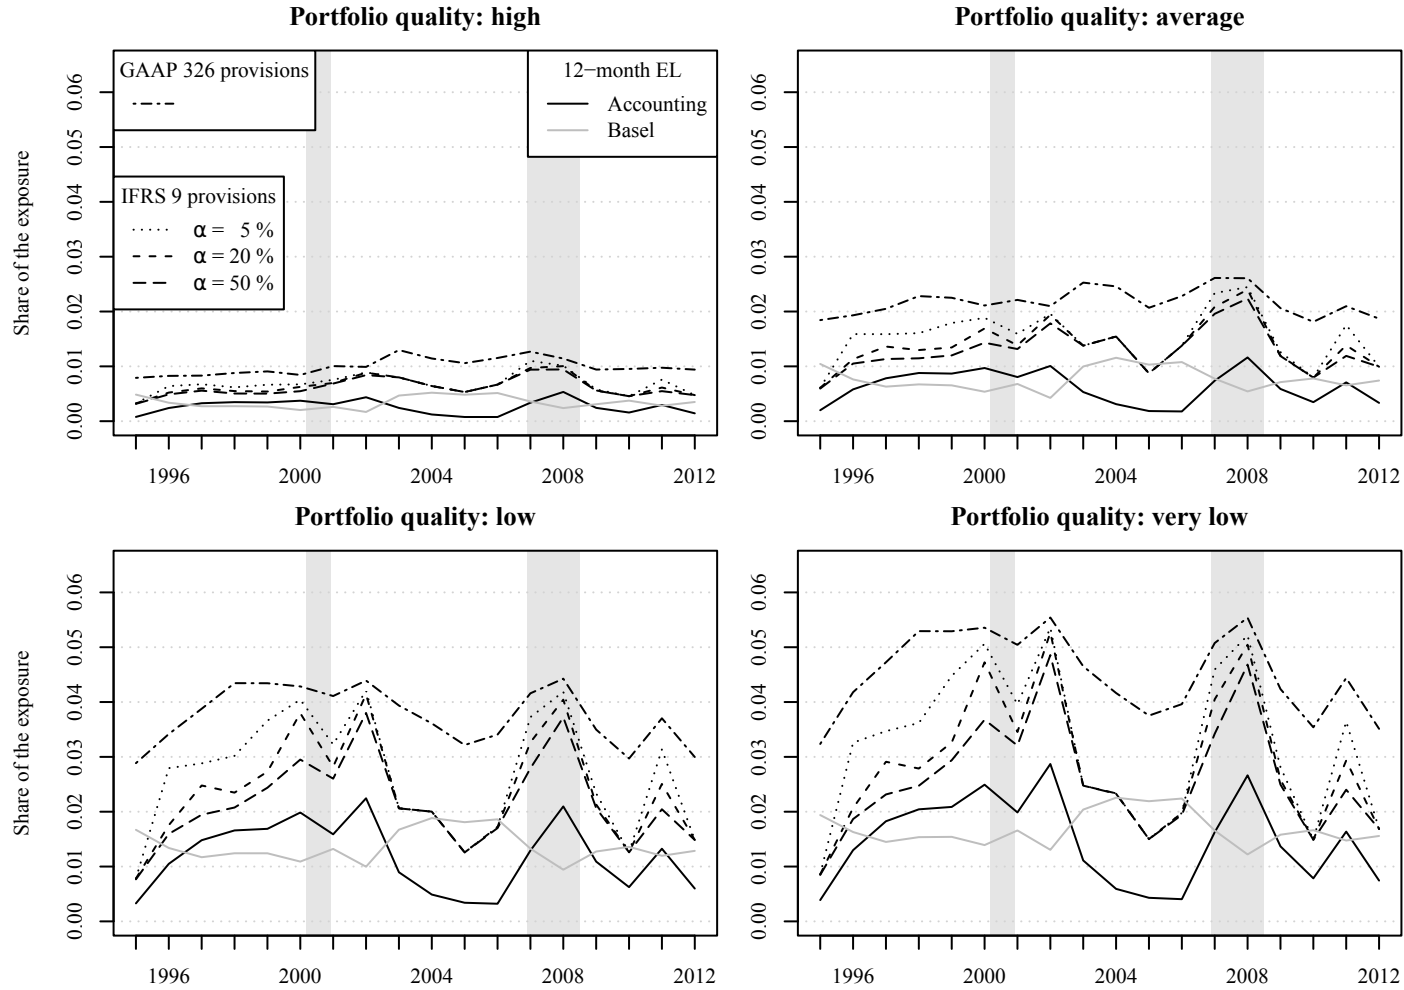 Portfolio quality: high
GAAP 326 provisions
12−month EL
Accounting
Basel
IFRS 9 provisions
α = 5 %
α = 20 %
α = 50 %
Share of the exposure
0.06
0.05
0.04
0.03
0.02
0.01
0.00
1996 2000 2004 2008 2012
Portfolio quality: average
0.06
0.05
0.04
0.03
0.02
0.01
0.00
1996 2000 2004 2008 2012
Portfolio quality: low
Share of the exposure
0.06
0.05
0.04
0.03
0.02
0.01
0.00
1996 2000 2004 2008 2012
Portfolio quality: very low
0.06
0.05
0.04
0.03
0.02
0.01
0.00
1996 2000 2004 2008 2012